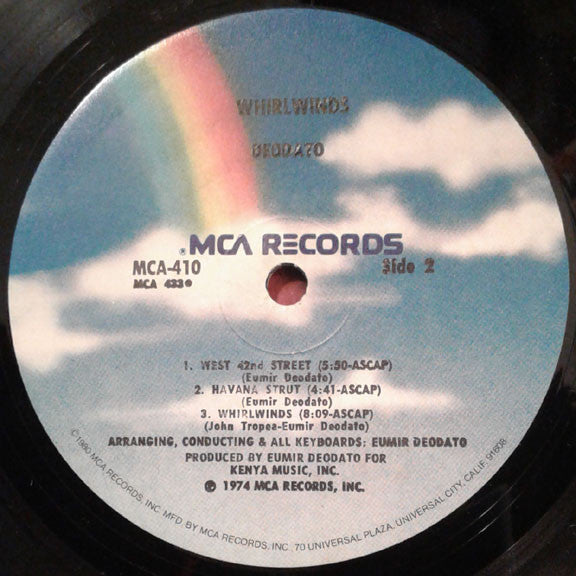 WHIRLWINDS
DEODATO
MCA RECORDS
MCA-410
Side 2
MCA 433
1. WEST 42nd STREET (5:50-ASCAP)
(Eumir Deodato)
2. HAVANA STRUT (4:41-ASCAP)
(Eumir Deodato)
3. WHIRLWINDS (8:09-ASCAP)
(John Tropea-Eumir Deodato)
ARRANGING, CONDUCTING & ALL KEYBOARDS: EUMIR DEODATO
PRODUCED BY EUMIR DEODATO FOR
KENYA MUSIC, INC.
℗ 1974 MCA RECORDS, INC.
© 1980 MCA RECORDS, INC. MFD. BY MCA RECORDS, INC. 70 UNIVERSAL PLAZA, UNIVERSAL CITY, CALIF. 91608